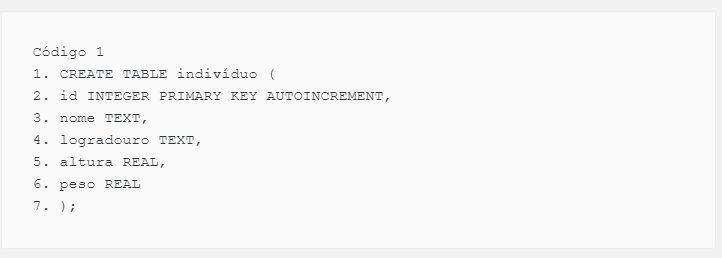 Código 1
1. CREATE TABLE indivíduo (
2. id INTEGER PRIMARY KEY AUTOINCREMENT,
3. nome TEXT,
4. logradouro TEXT,
5. altura REAL,
6. peso REAL
7. );